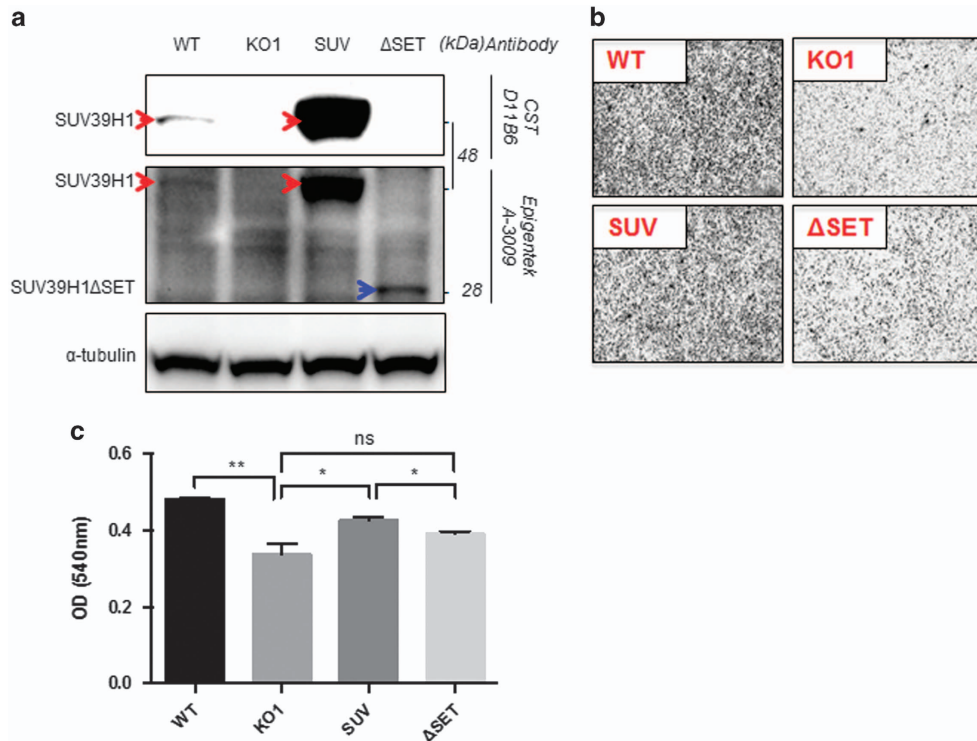 a
WT KO1 SUV ΔSET (kDa) Antibody
SUV39H1
CST
D11B6
48
SUV39H1
Epigentek
A-3009
SUV39H1ΔSET
28
α-tubulin
b
WT
KO1
SUV
ΔSET
c
ns
** * *
OD (540nm)
0.6
0.4
0.2
0.0
WT KO1 SUV ΔSET